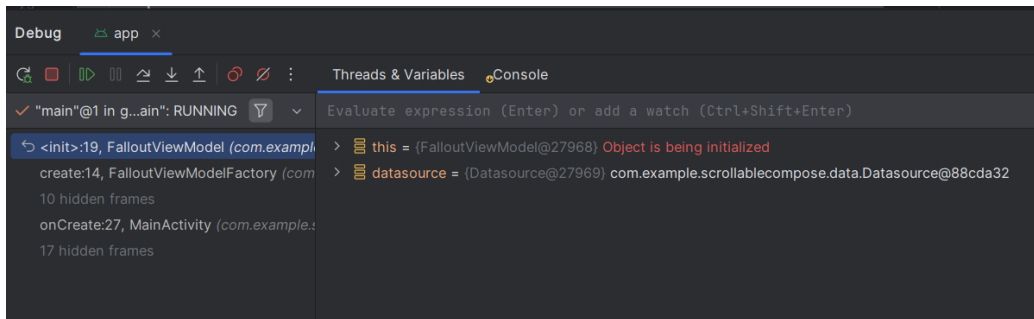 Debug app
Threads & Variables Console
"main"@1 in g...ain": RUNNING
Evaluate expression (Enter) or add a watch (Ctrl+Shift+Enter)
<init>:19, FalloutViewModel (com.exampl
this = {FalloutViewModel@27968} Object is being initialized
create:14, FalloutViewModelFactory (com
datasource = {Datasource@27969} com.example.scrollablecompose.data.Datasource@88cda32
10 hidden frames
onCreate:27, MainActivity (com.example.s
17 hidden frames